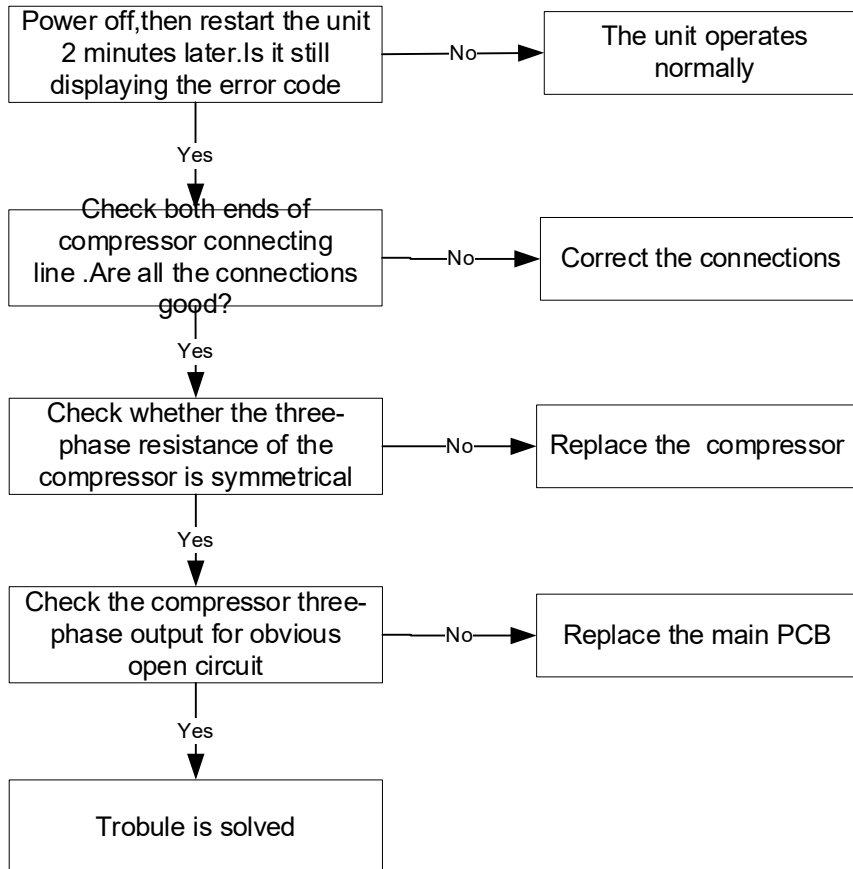 Power off,then restart the unit
2 minutes later.Is it still
displaying the error code
No
The unit operates
normally
Yes
Check both ends of
compressor connecting
line .Are all the connections
good?
No
Correct the connections
Yes
Check whether the three-
phase resistance of the
compressor is symmetrical
No
Replace the compressor
Yes
Check the compressor three-
phase output for obvious
open circuit
No
Replace the main PCB
Yes
Trobule is solved